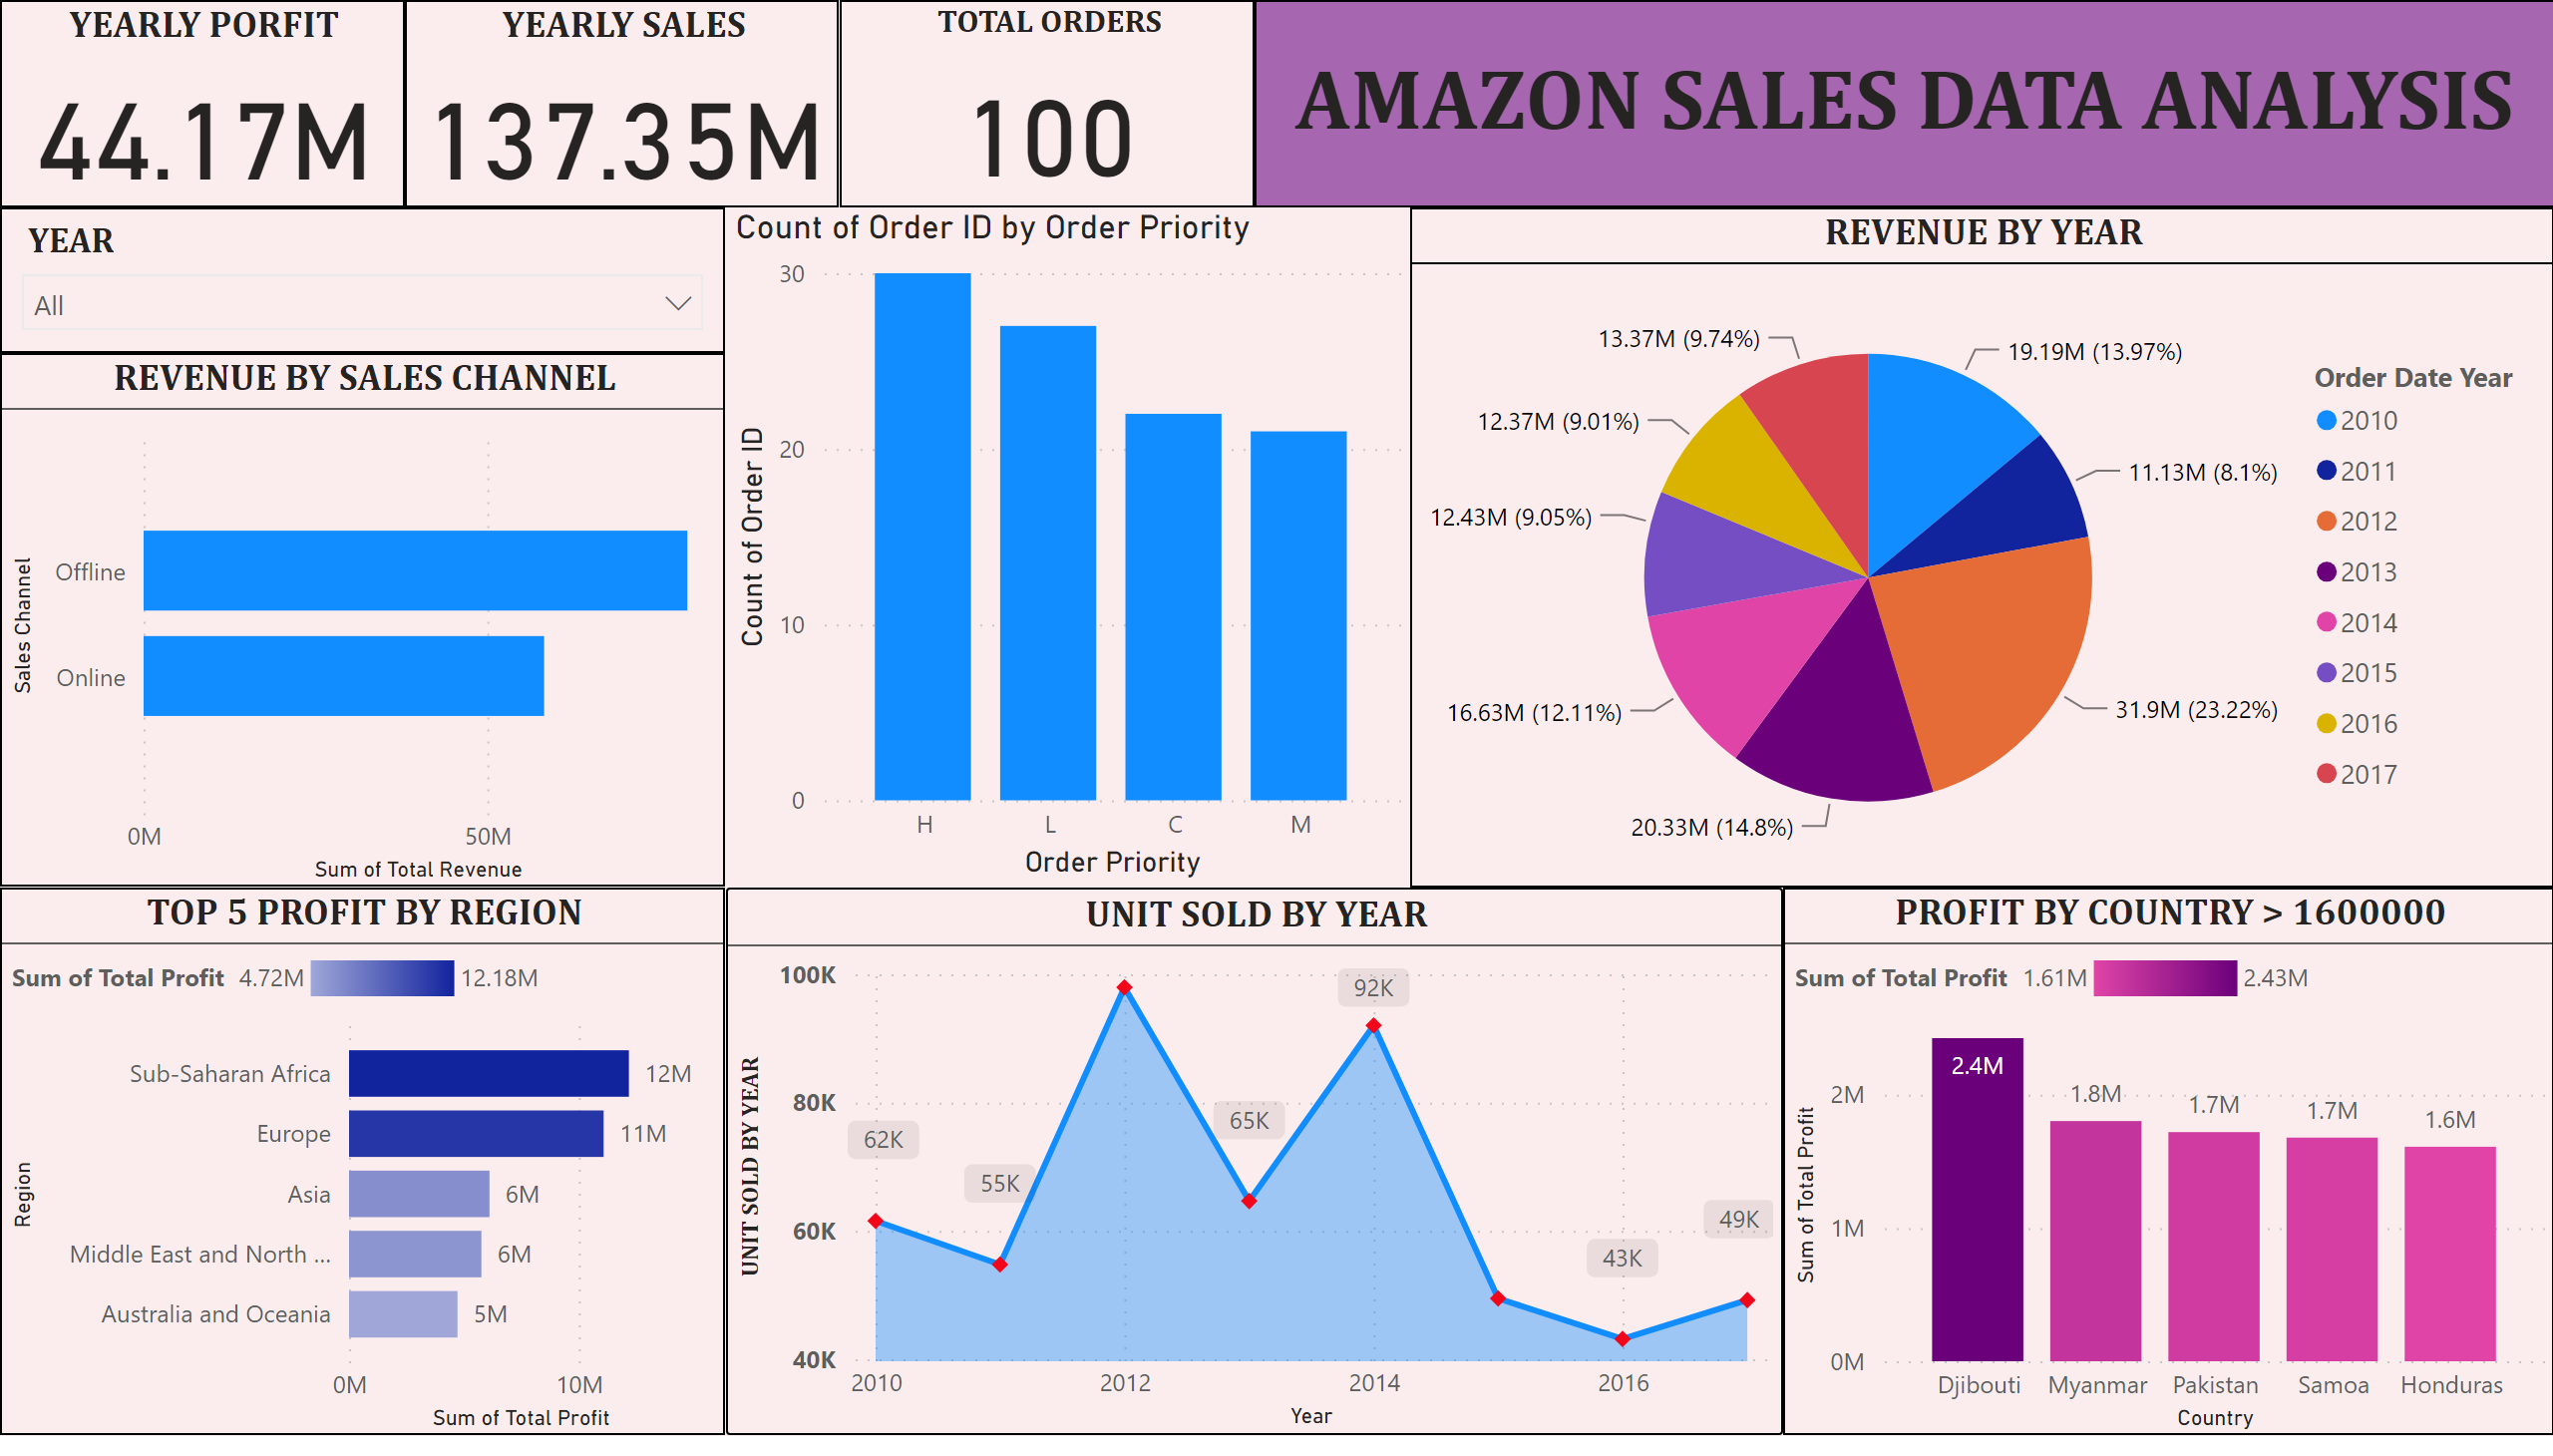 YEARLY PORFIT
44.17M
YEARLY SALES
137.35M
TOTAL ORDERS
100
AMAZON SALES DATA ANALYSIS
YEAR
All
REVENUE BY SALES CHANNEL
Sales Channel
Offline
Online
0M 50M
Sum of Total Revenue
Count of Order ID by Order Priority
Count of Order ID
30
20
10
0
H L C M
Order Priority
REVENUE BY YEAR
13.37M (9.74%)
19.19M (13.97%)
12.37M (9.01%)
11.13M (8.1%)
12.43M (9.05%)
16.63M (12.11%)
31.9M (23.22%)
20.33M (14.8%)
Order Date Year
2010
2011
2012
2013
2014
2015
2016
2017
TOP 5 PROFIT BY REGION
Sum of Total Profit 4.72M 12.18M
Region
Sub-Saharan Africa 12M
Europe 11M
Asia 6M
Middle East and North ... 6M
Australia and Oceania 5M
0M 10M
Sum of Total Profit
UNIT SOLD BY YEAR
UNIT SOLD BY YEAR
100K
80K
60K
40K
62K
55K
65K
92K
43K
49K
2010 2012 2014 2016
Year
PROFIT BY COUNTRY > 1600000
Sum of Total Profit 1.61M 2.43M
Sum of Total Profit
2M
1M
0M
2.4M
1.8M
1.7M
1.7M
1.6M
Djibouti Myanmar Pakistan Samoa Honduras
Country